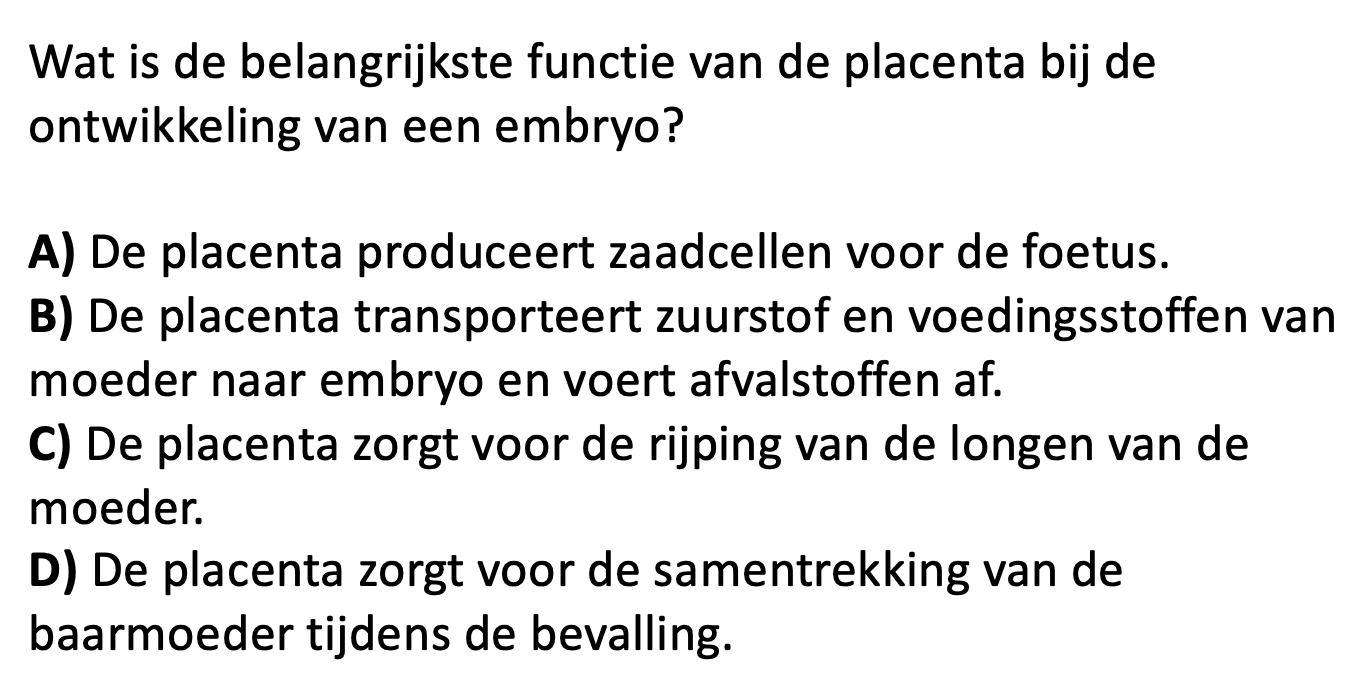 Wat is de belangrijkste functie van de placenta bij de
ontwikkeling van een embryo?
A) De placenta produceert zaadcellen voor de foetus.
B) De placenta transporteert zuurstof en voedingsstoffen van
moeder naar embryo en voert afvalstoffen af.
C) De placenta zorgt voor de rijping van de longen van de
moeder.
D) De placenta zorgt voor de samentrekking van de
baarmoeder tijdens de bevalling.